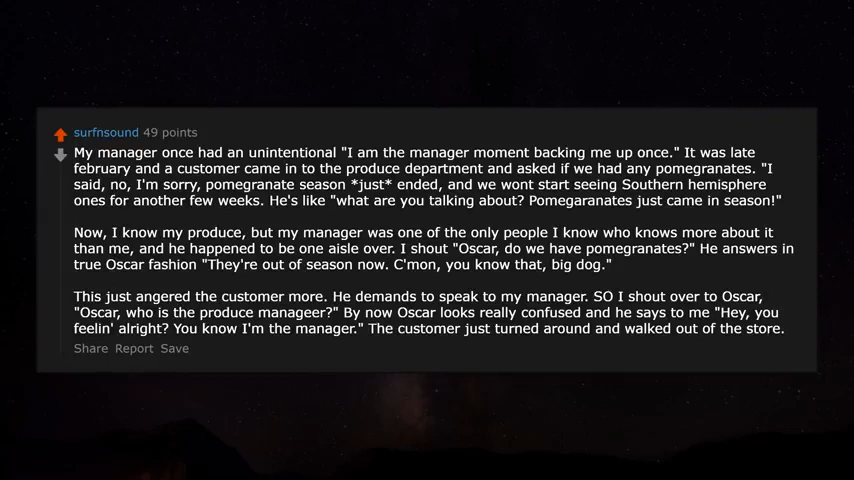 surfnsound 49 points
My manager once had an unintentional "I am the manager moment backing me up once." It was late
february and a customer came in to the produce department and asked if we had any pomegranates. "I
said, no, I'm sorry, pomegranate season *just* ended, and we wont start seeing Southern hemisphere
ones for another few weeks. He's like "what are you talking about? Pomegaranates just came in season!"
Now, I know my produce, but my manager was one of the only people I know who knows more about it
than me, and he happened to be one aisle over. I shout "Oscar, do we have pomegranates?" He answers in
true Oscar fashion "They're out of season now. C'mon, you know that, big dog."
This just angered the customer more. He demands to speak to my manager. SO I shout over to Oscar,
"Oscar, who is the produce manageer?" By now Oscar looks really confused and he says to me "Hey, you
feelin' alright? You know I'm the manager." The customer just turned around and walked out of the store.
Share Report Save